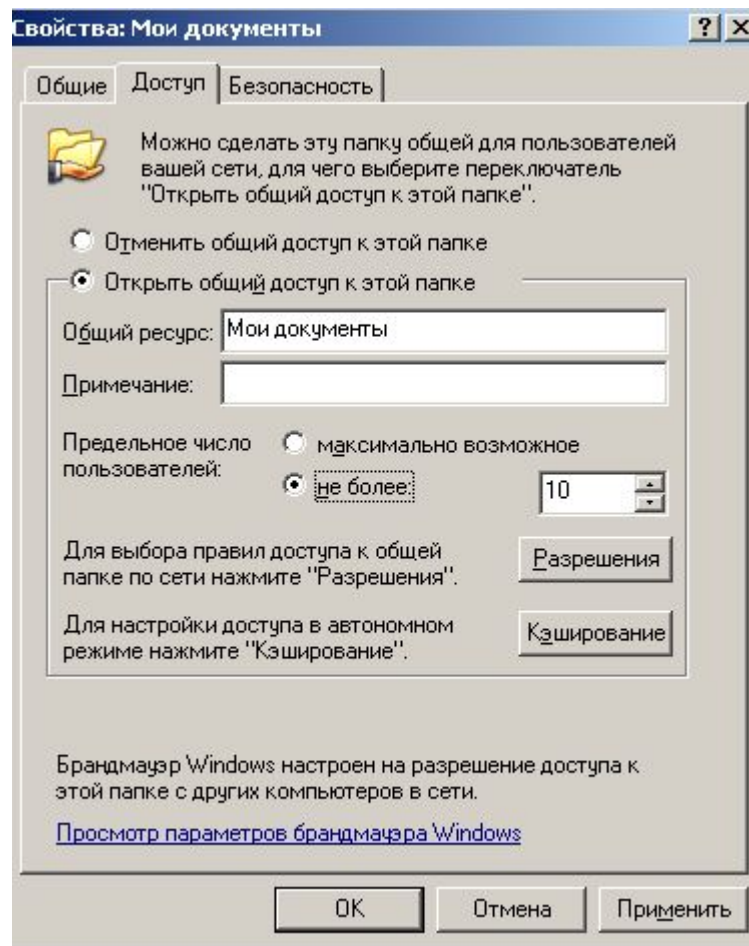 Свойства: Мои документы
? X
Общие Доступ Безопасность
Можно сделать эту папку общей для пользователей
вашей сети, для чего выберите переключатель
"Открыть общий доступ к этой папке".
Отменить общий доступ к этой папке
Открыть общий доступ к этой папке
Общий ресурс: Мои документы
Примечание:
Предельное число
пользователей:
максимально возможное
не более: 10
Для выбора правил доступа к общей
папке по сети нажмите "Разрешения".
Разрешения
Для настройки доступа в автономном
режиме нажмите "Кэширование".
Кэширование
Брандмауэр Windows настроен на разрешение доступа к
этой папке с других компьютеров в сети.
Просмотр параметров брандмауэра Windows
OK Отмена Применить